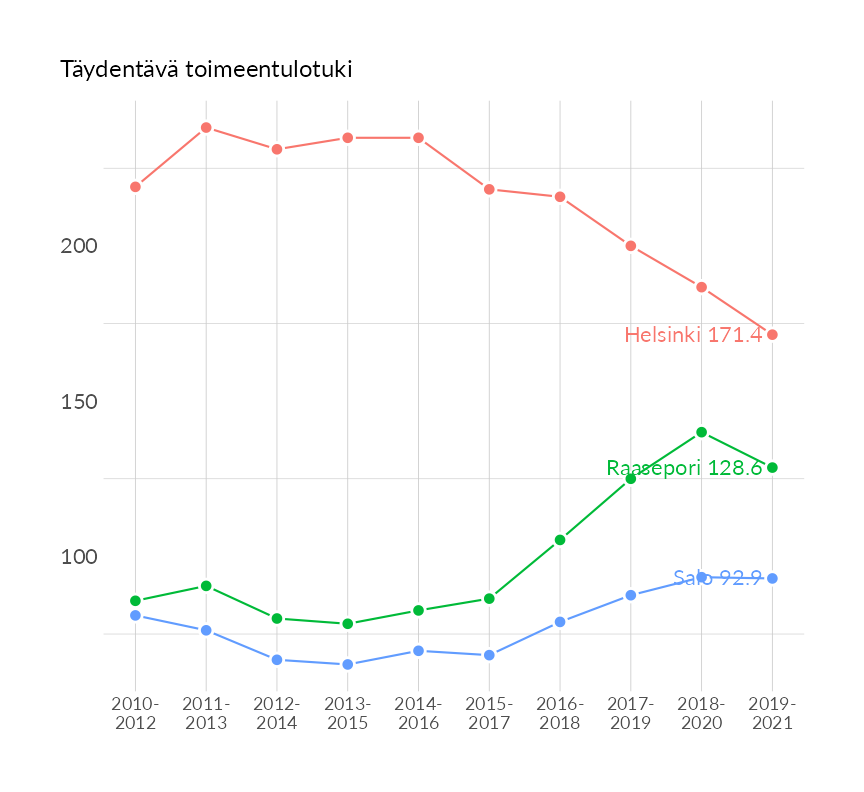 Täydentävä toimeentulotuki
200
Helsinki 171.4
150
Raasepori 128.6
100
Salo 92.9
2010- 2011- 2012- 2013- 2014- 2015- 2016- 2017- 2018- 2019-
2012 2013 2014 2015 2016 2017 2018 2019 2020 2021